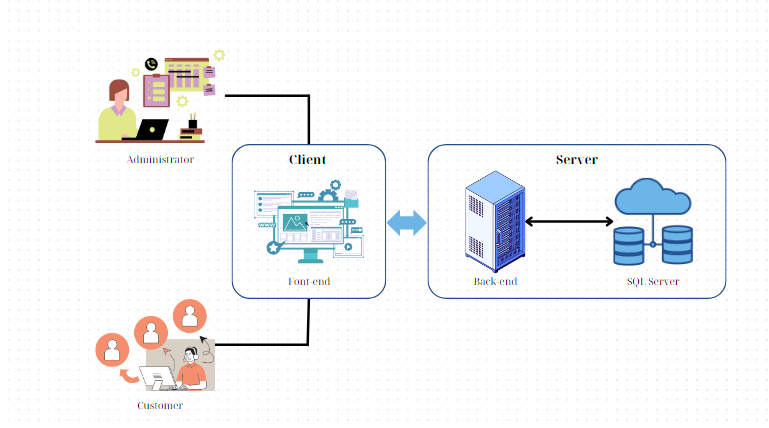 Administrator
Client
Font-end
Server
Back-end
SQL Server
Customer